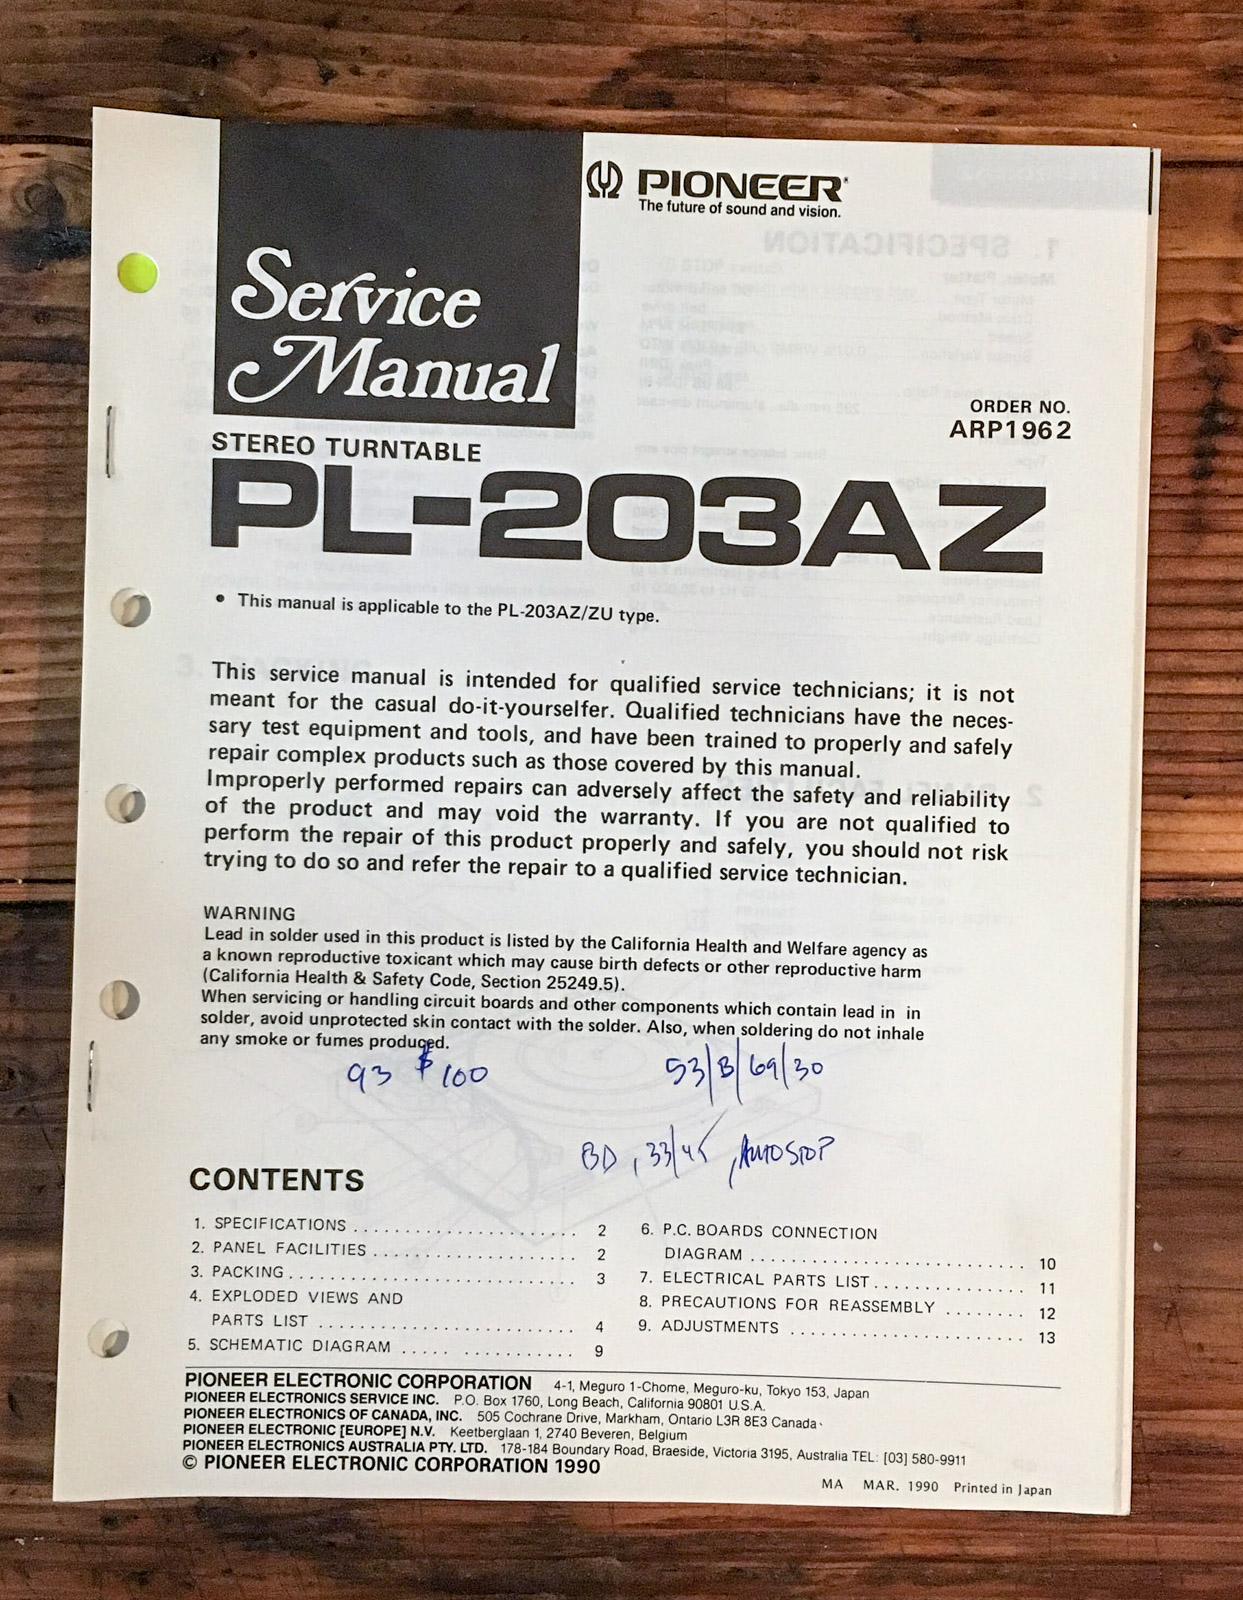 PIONEER
The future of sound and vision.
Service
Manual
ORDER NO.
ARP1962
STEREO TURNTABLE
PL-203AZ
• This manual is applicable to the PL-203AZ/ZU type.
This service manual is intended for qualified service technicians; it is not
meant for the casual do-it-yourselfer. Qualified technicians have the neces-
sary test equipment and tools, and have been trained to properly and safely
repair complex products such as those covered by this manual.
Improperly performed repairs can adversely affect the safety and reliability
of the product and may void the warranty. If you are not qualified to
perform the repair of this product properly and safely, you should not risk
trying to do so and refer the repair to a qualified service technician.
WARNING
Lead in solder used in this product is listed by the California Health and Welfare agency as
a known reproductive toxicant which may cause birth defects or other reproductive harm
(California Health & Safety Code, Section 25249.5).
When servicing or handling circuit boards and other components which contain lead in in
solder, avoid unprotected skin contact with the solder. Also, when soldering do not inhale
any smoke or fumes produced.
93 $100 53/B/69/30
BD, 33/45, AUTO STOP
CONTENTS
1. SPECIFICATIONS ........................ 2
2. PANEL FACILITIES ...................... 2
3. PACKING .............................. 3
4. EXPLODED VIEWS AND
PARTS LIST ............................ 4
5. SCHEMATIC DIAGRAM ..... ........... 9
6. P.C. BOARDS CONNECTION
DIAGRAM ............................ 10
7. ELECTRICAL PARTS LIST ............... 11
8. PRECAUTIONS FOR REASSEMBLY ........ 12
9. ADJUSTMENTS ........................ 13
PIONEER ELECTRONIC CORPORATION 4-1, Meguro 1-Chome, Meguro-ku, Tokyo 153, Japan
PIONEER ELECTRONICS SERVICE INC. P.O. Box 1760, Long Beach, California 90801 U.S.A.
PIONEER ELECTRONICS OF CANADA, INC. 505 Cochrane Drive, Markham, Ontario L3R 8E3 Canada
PIONEER ELECTRONIC [EUROPE] N.V. Keetberglaan 1, 2740 Beveren, Belgium
PIONEER ELECTRONICS AUSTRALIA PTY. LTD. 178-184 Boundary Road, Braeside, Victoria 3195, Australia TEL: [03] 580-9911
© PIONEER ELECTRONIC CORPORATION 1990
MA MAR. 1990 Printed in Japan